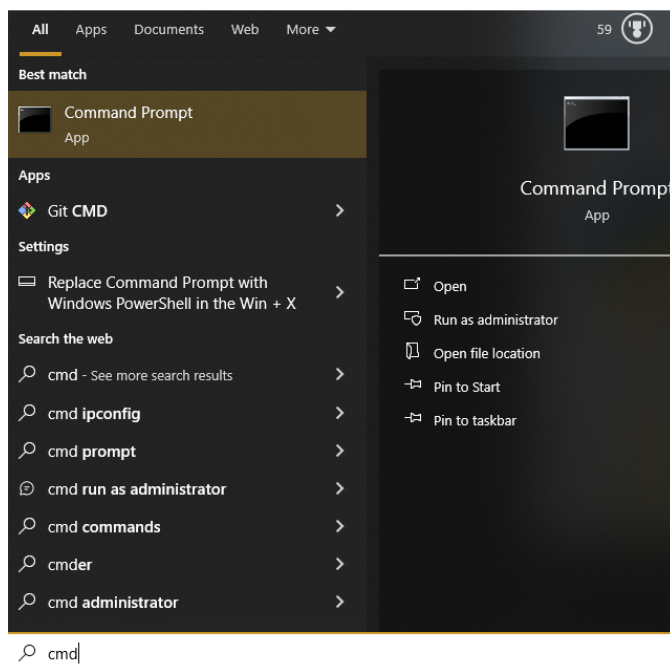 All Apps Documents Web More 59
Best match
Command Prompt
App
Apps
Git CMD
Settings
Replace Command Prompt with
Windows PowerShell in the Win + X
Search the web
cmd - See more search results
cmd ipconfig
cmd prompt
cmd run as administrator
cmd commands
cmder
cmd administrator
cmd
Command Prompt
App
Open
Run as administrator
Open file location
Pin to Start
Pin to taskbar